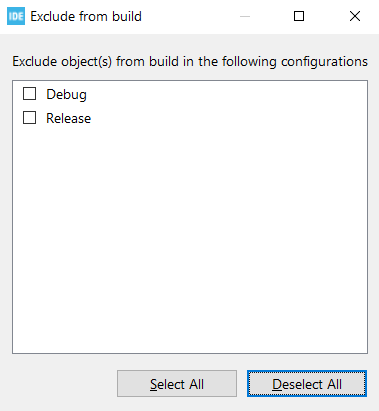 IDE Exclude from build
Exclude object(s) from build in the following configurations
Debug
Release
Select All Deselect All